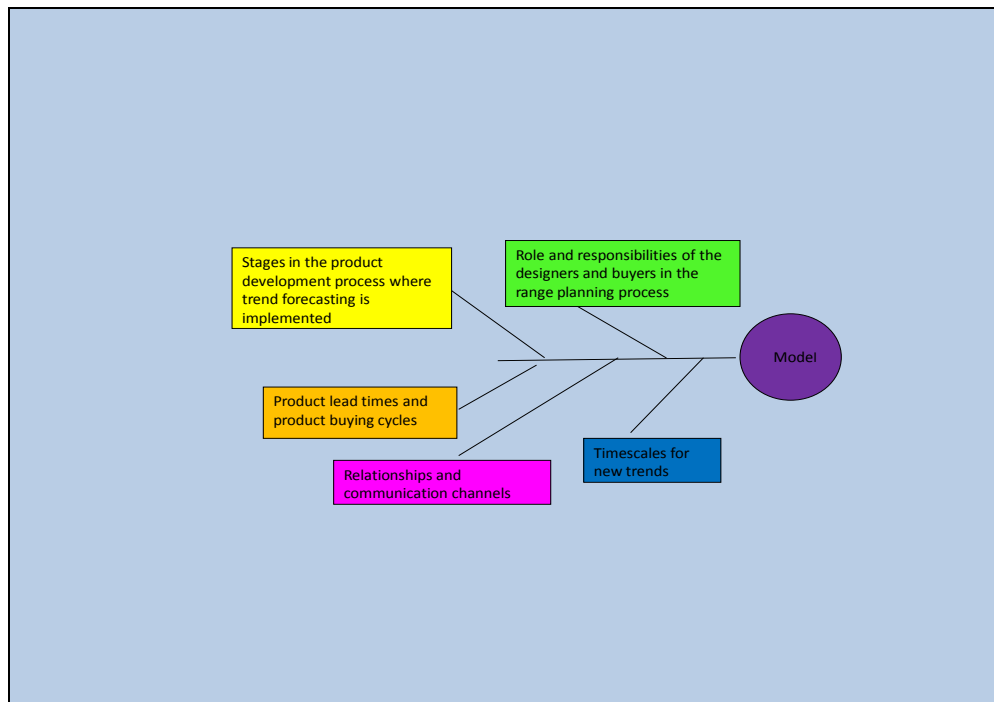 Stages in the product
development process where
trend forecasting is
implemented
Role and responsibilities of the
designers and buyers in the
range planning process
Model
Product lead times and
product buying cycles
Relationships and
communication channels
Timescales for
new trends